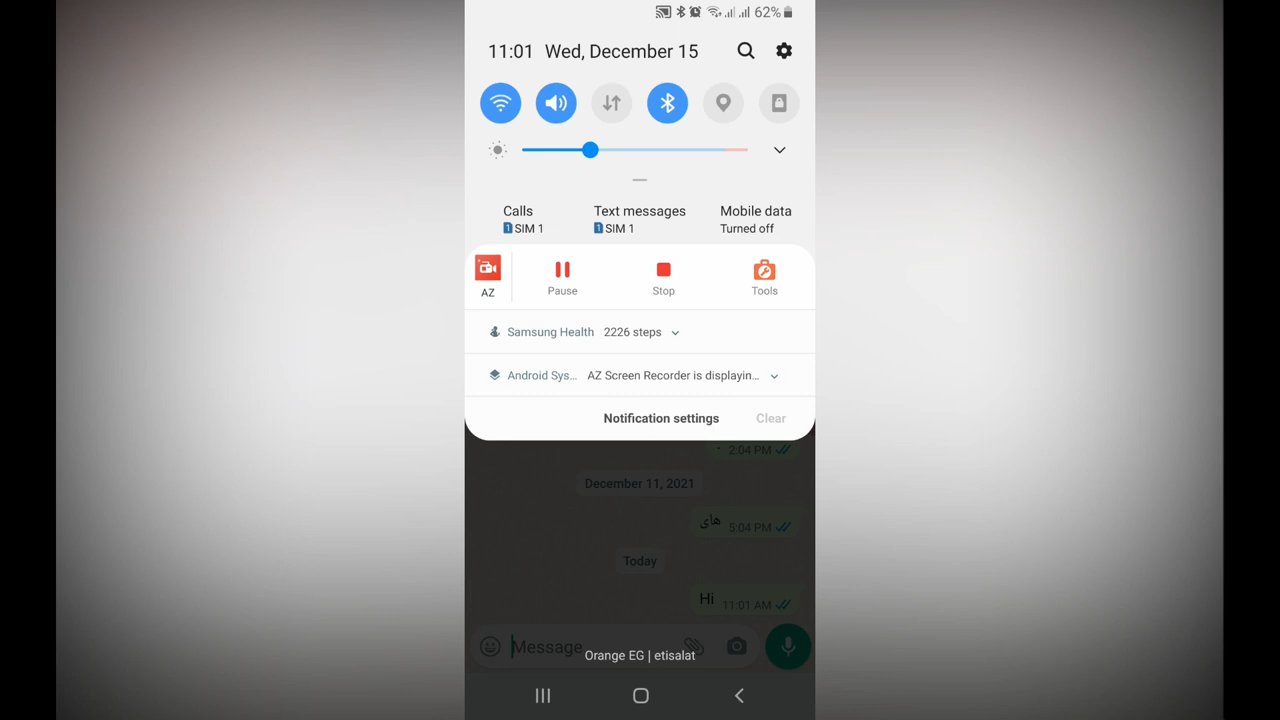 62%
11:01 Wed, December 15
Calls Text messages Mobile data
1 SIM 1 1 SIM 1 Turned off
AZ Pause Stop Tools
Samsung Health 2226 steps
Android Sys... AZ Screen Recorder is displayin...
Notification settings Clear
2:04 PM
December 11, 2021
هاى 5:04 PM
Today
Hi 11:01 AM
Message
Orange EG | etisalat